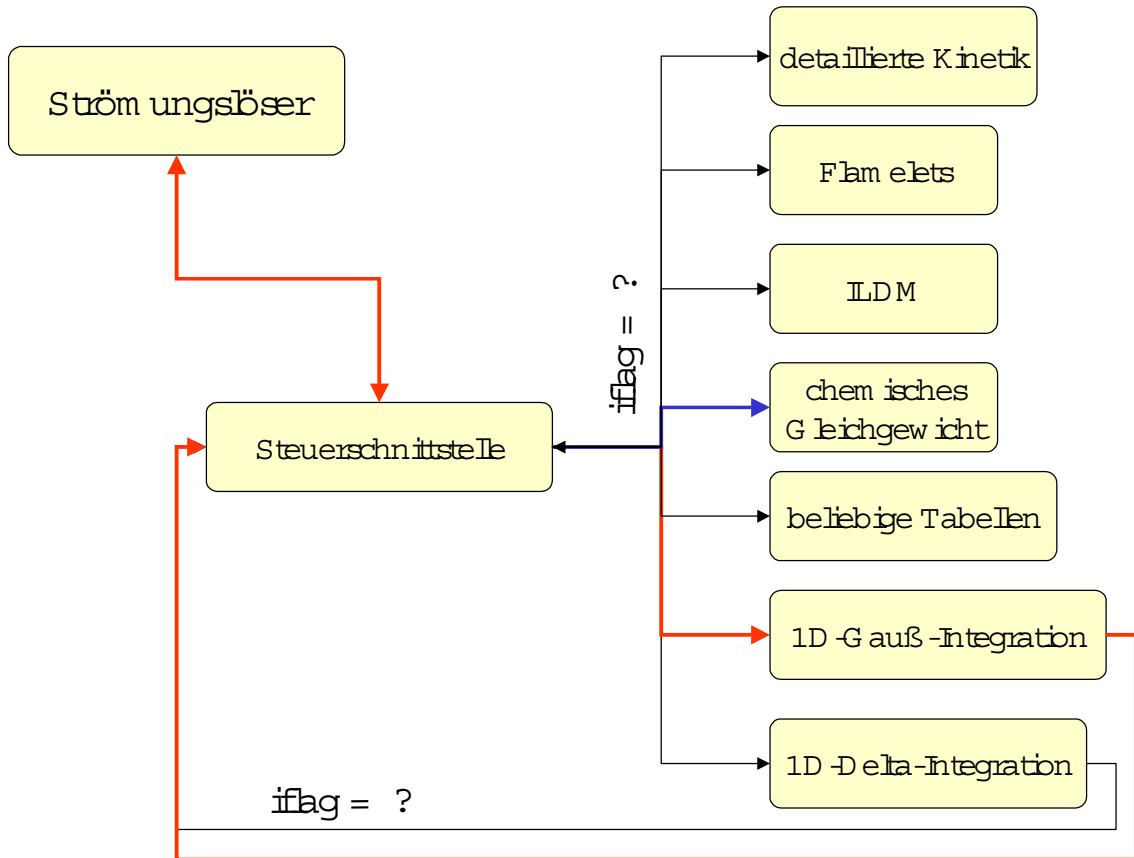 Strömungslöser
detaillierte Kinetik
Flamelets
ILDM
iflag = ?
chemisches
Gleichgewicht
Steuerschnittstelle
beliebige Tabellen
1D-Gauß-Integration
1D-Delta-Integration
iflag = ?